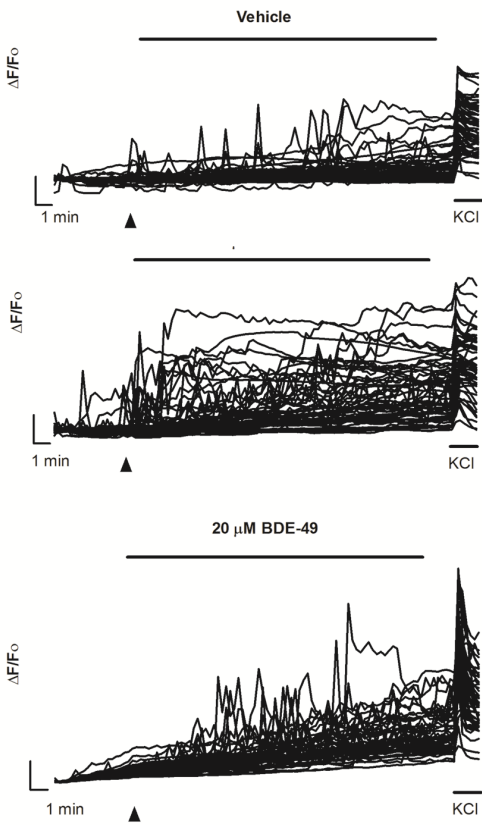 Vehicle
ΔF/Fo
1 min
KCl
ΔF/Fo
1 min
KCl
20 μM BDE-49
ΔF/Fo
1 min
KCl